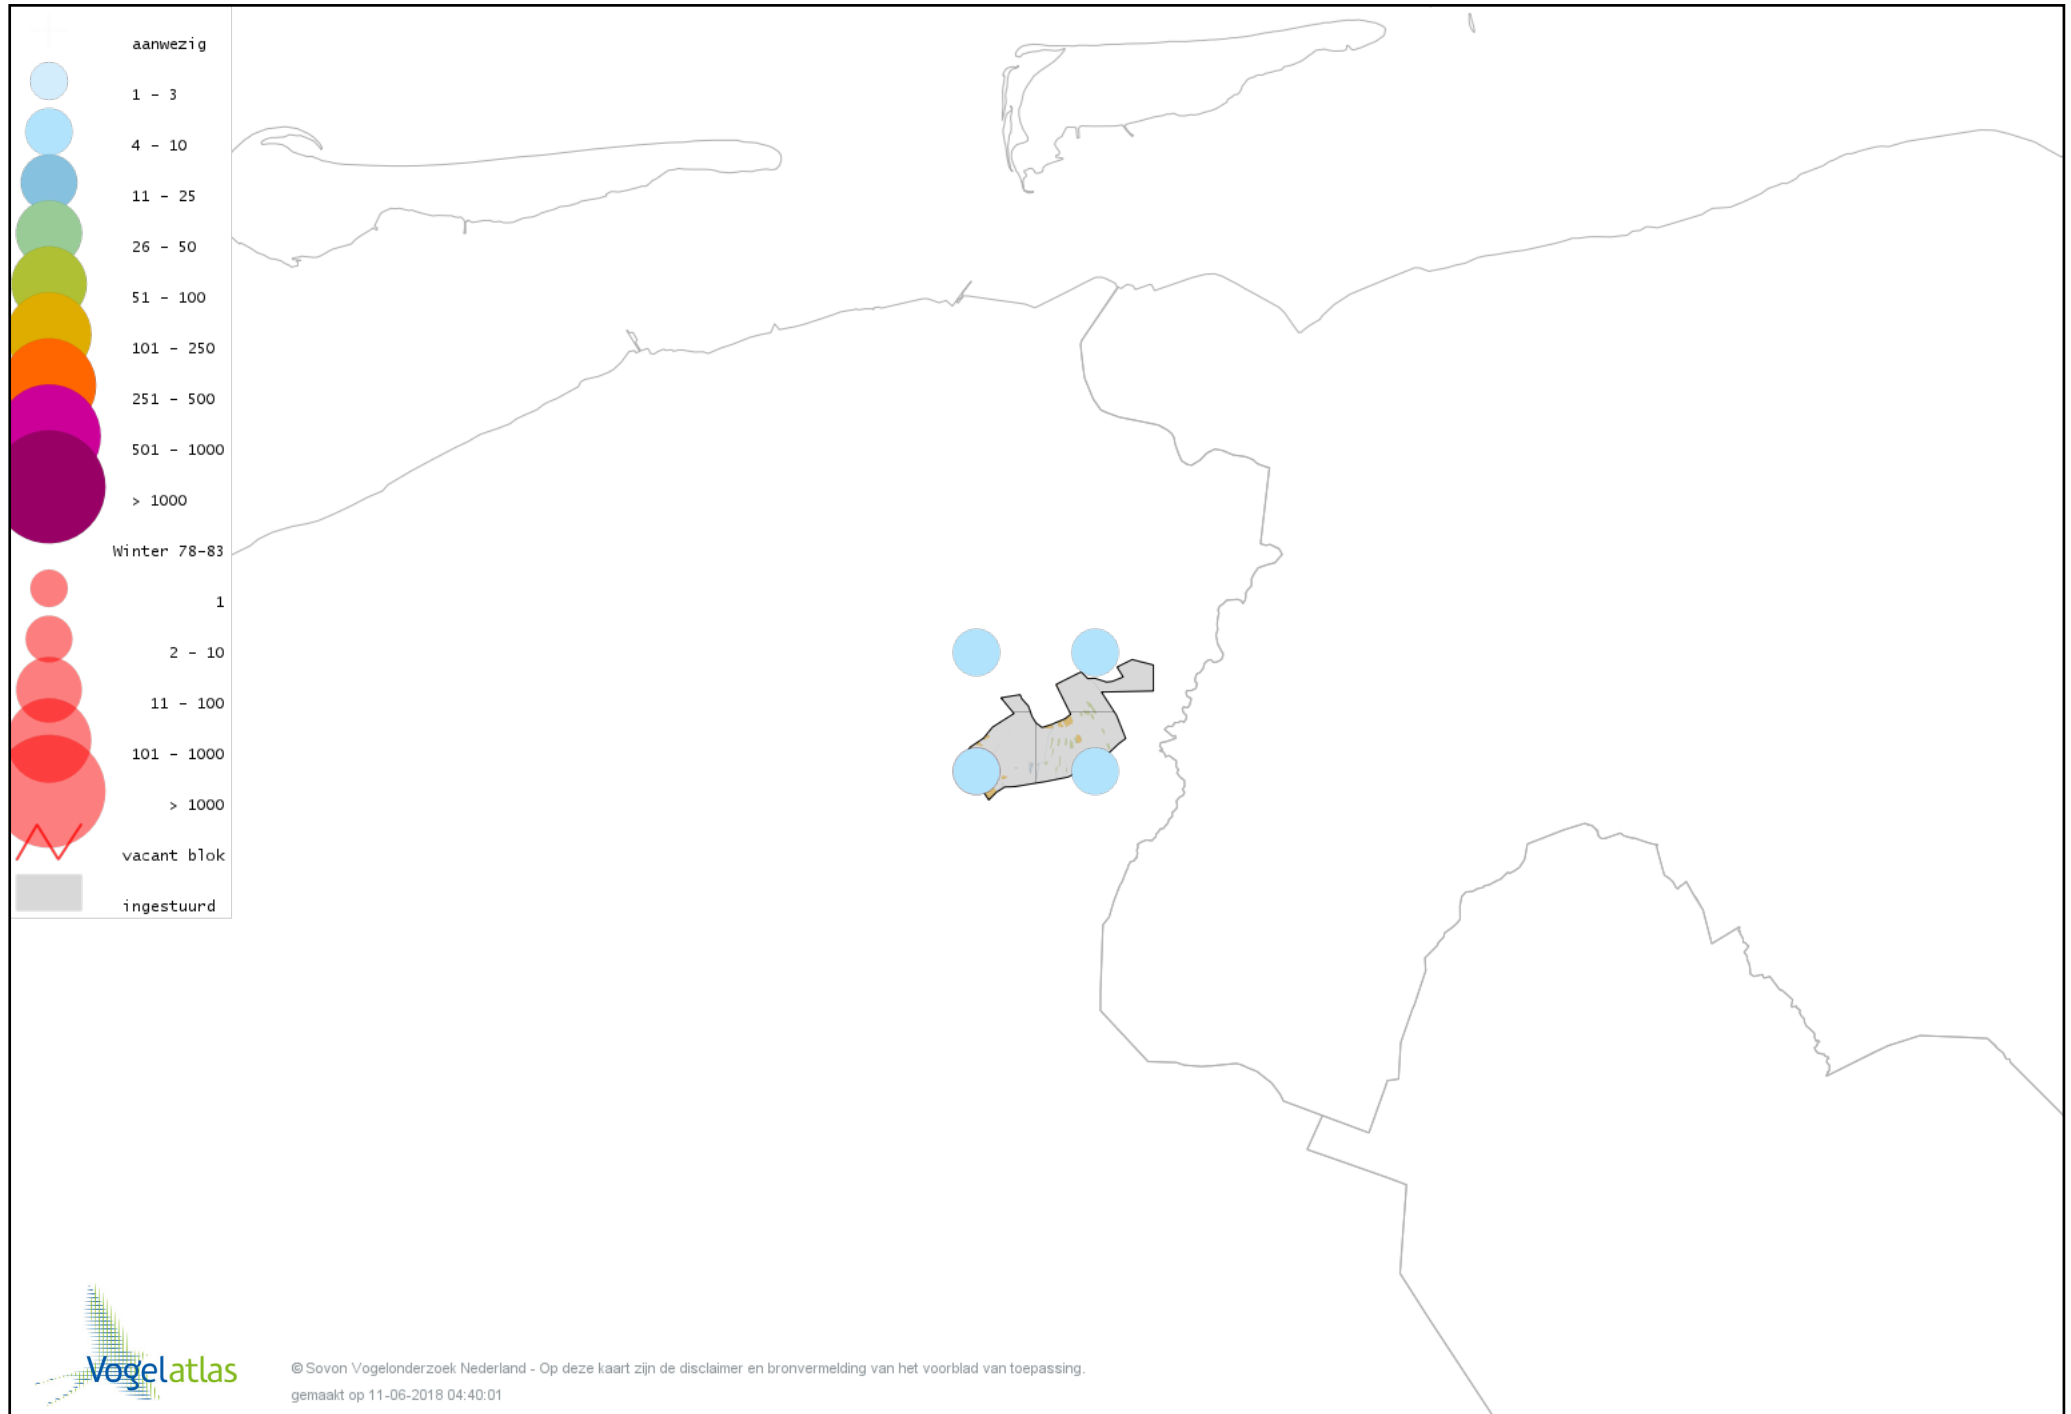 aanwezig
1 - 3
4 - 10
11 - 25
26 - 50
51 - 100
101 - 250
251 - 500
501 - 1000
> 1000
Winter 78-83
1
2 - 10
11 - 100
101 - 1000
> 1000
vacant blok
ingestuurd
Vogelatlas
© Sovon Vogelonderzoek Nederland - Op deze kaart zijn de disclaimer en bronvermelding van het voorblad van toepassing.
gemaakt op 11-06-2018 04:40:01